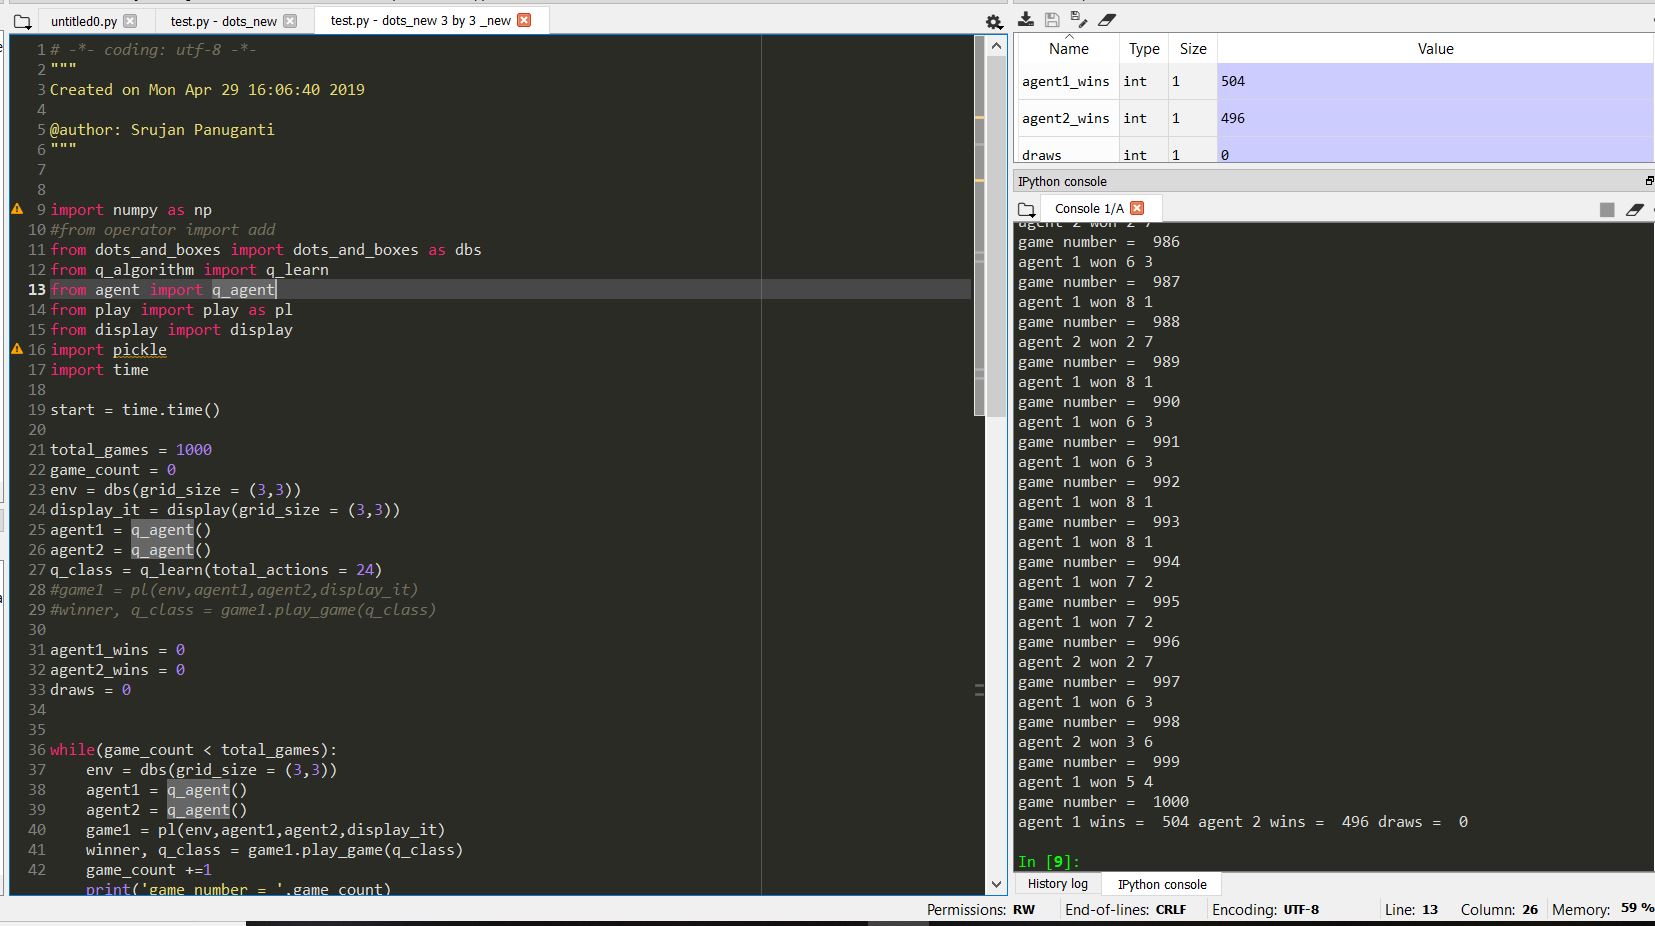 untitled0.py
test.py - dots_new
test.py - dots_new 3 by 3 _new
1 # -*- coding: utf-8 -*-
2 """
3 Created on Mon Apr 29 16:06:40 2019
4
5 @author: Srujan Panuganti
6 """
7
8
9 import numpy as np
10 #from operator import add
11 from dots_and_boxes import dots_and_boxes as dbs
12 from q_algorithm import q_learn
13 from agent import q_agent
14 from play import play as pl
15 from display import display
16 import pickle
17 import time
18
19 start = time.time()
20
21 total_games = 1000
22 game_count = 0
23 env = dbs(grid_size = (3,3))
24 display_it = display(grid_size = (3,3))
25 agent1 = q_agent()
26 agent2 = q_agent()
27 q_class = q_learn(total_actions = 24)
28 #game1 = pl(env,agent1,agent2,display_it)
29 #winner, q_class = game1.play_game(q_class)
30
31 agent1_wins = 0
32 agent2_wins = 0
33 draws = 0
34
35
36 while(game_count < total_games):
37 env = dbs(grid_size = (3,3))
38 agent1 = q_agent()
39 agent2 = q_agent()
40 game1 = pl(env,agent1,agent2,display_it)
41 winner, q_class = game1.play_game(q_class)
42 game_count +=1
print('game number = ',game_count)
Name Type Size Value
agent1_wins int 1 504
agent2_wins int 1 496
draws int 1 0
IPython console
Console 1/A
agent 2 won 2 7
game number =  986
agent 1 won 6 3
game number =  987
agent 1 won 8 1
game number =  988
agent 2 won 2 7
game number =  989
agent 1 won 8 1
game number =  990
agent 1 won 6 3
game number =  991
agent 1 won 6 3
game number =  992
agent 1 won 8 1
game number =  993
agent 1 won 8 1
game number =  994
agent 1 won 7 2
game number =  995
agent 1 won 7 2
game number =  996
agent 2 won 2 7
game number =  997
agent 1 won 6 3
game number =  998
agent 2 won 3 6
game number =  999
agent 1 won 5 4
game number =  1000
agent 1 wins =  504 agent 2 wins =  496 draws =  0
In [9]:
History log IPython console
Permissions: RW End-of-lines: CRLF Encoding: UTF-8 Line: 13 Column: 26 Memory: 59 %